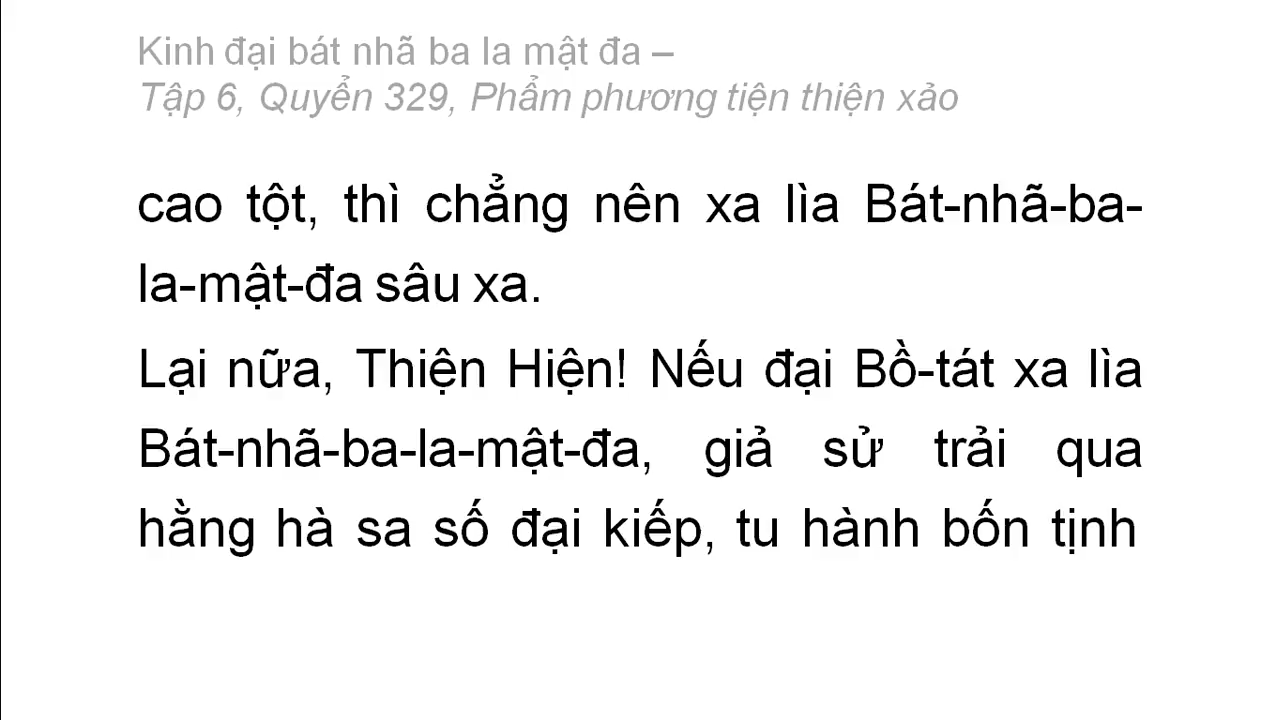 Kinh đại bát nhã ba la mật đa –
Tập 6, Quyển 329, Phẩm phương tiện thiện xảo
cao tột, thì chẳng nên xa lìa Bát-nhã-ba-
la-mật-đa sâu xa.
Lại nữa, Thiện Hiện! Nếu đại Bồ-tát xa lìa
Bát-nhã-ba-la-mật-đa, giả sử trải qua
hằng hà sa số đại kiếp, tu hành bốn tịnh